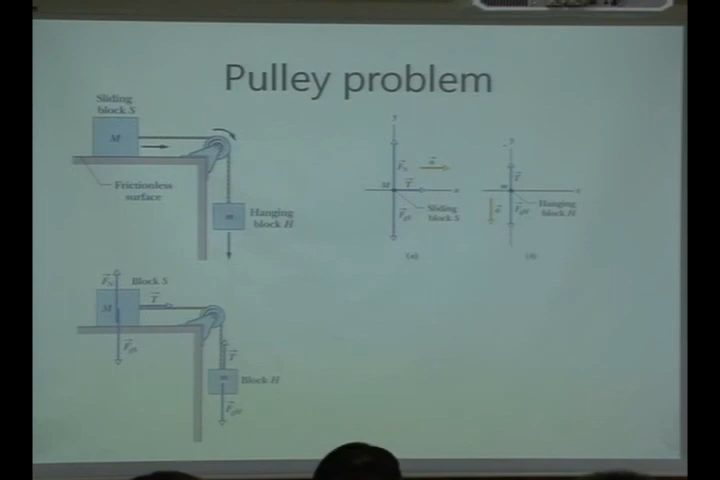 Pulley problem
Sliding
block S
M
Frictionless
surface
m
Hanging
block H
Block S
M
T
m
T
Block H
y
a
M
T
x
Sliding
block S
(a)
y
T
m
x
a
Hanging
block H
(b)